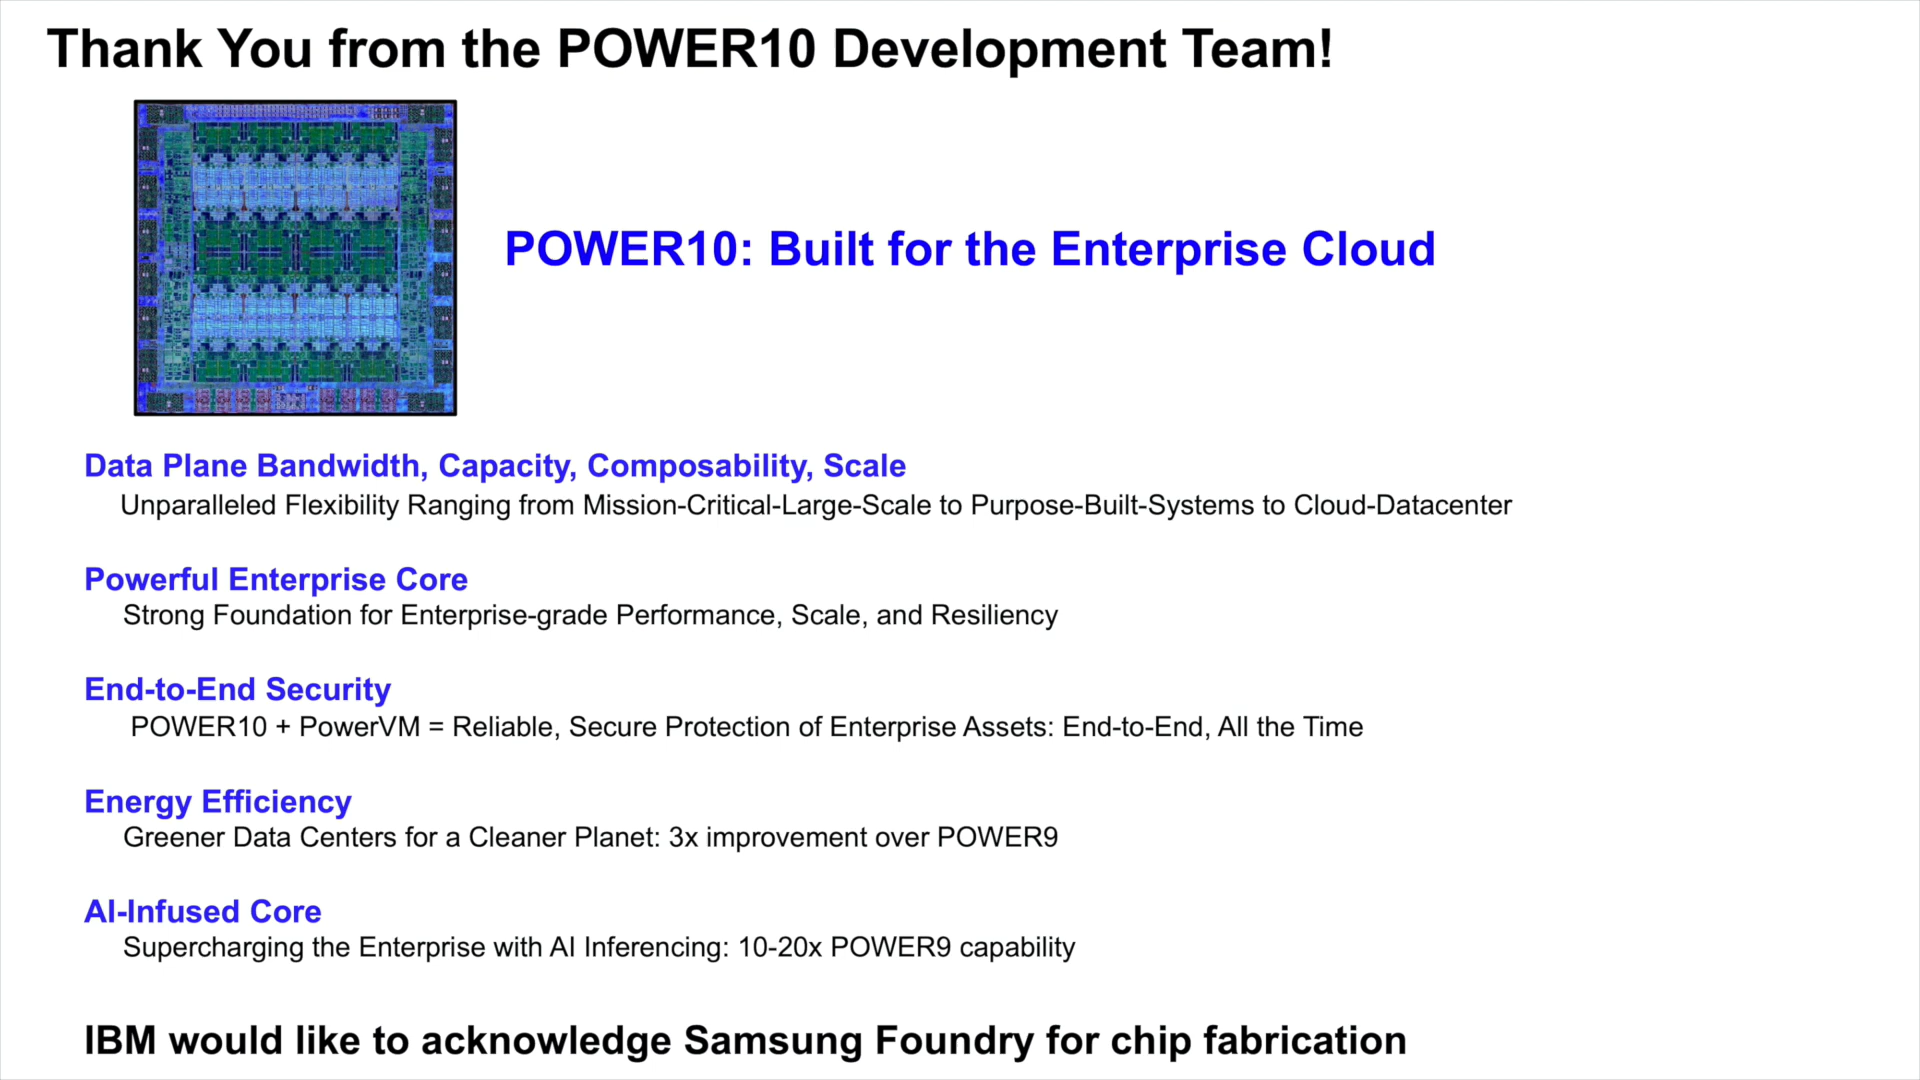 Thank You from the POWER10 Development Team!
POWER10: Built for the Enterprise Cloud
Data Plane Bandwidth, Capacity, Composability, Scale
Unparalleled Flexibility Ranging from Mission-Critical-Large-Scale to Purpose-Built-Systems to Cloud-Datacenter
Powerful Enterprise Core
Strong Foundation for Enterprise-grade Performance, Scale, and Resiliency
End-to-End Security
POWER10 + PowerVM = Reliable, Secure Protection of Enterprise Assets: End-to-End, All the Time
Energy Efficiency
Greener Data Centers for a Cleaner Planet: 3x improvement over POWER9
AI-Infused Core
Supercharging the Enterprise with AI Inferencing: 10-20x POWER9 capability
IBM would like to acknowledge Samsung Foundry for chip fabrication